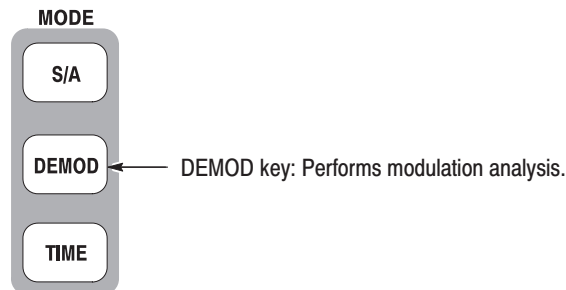 MODE
S/A
DEMOD
DEMOD key: Performs modulation analysis.
TIME